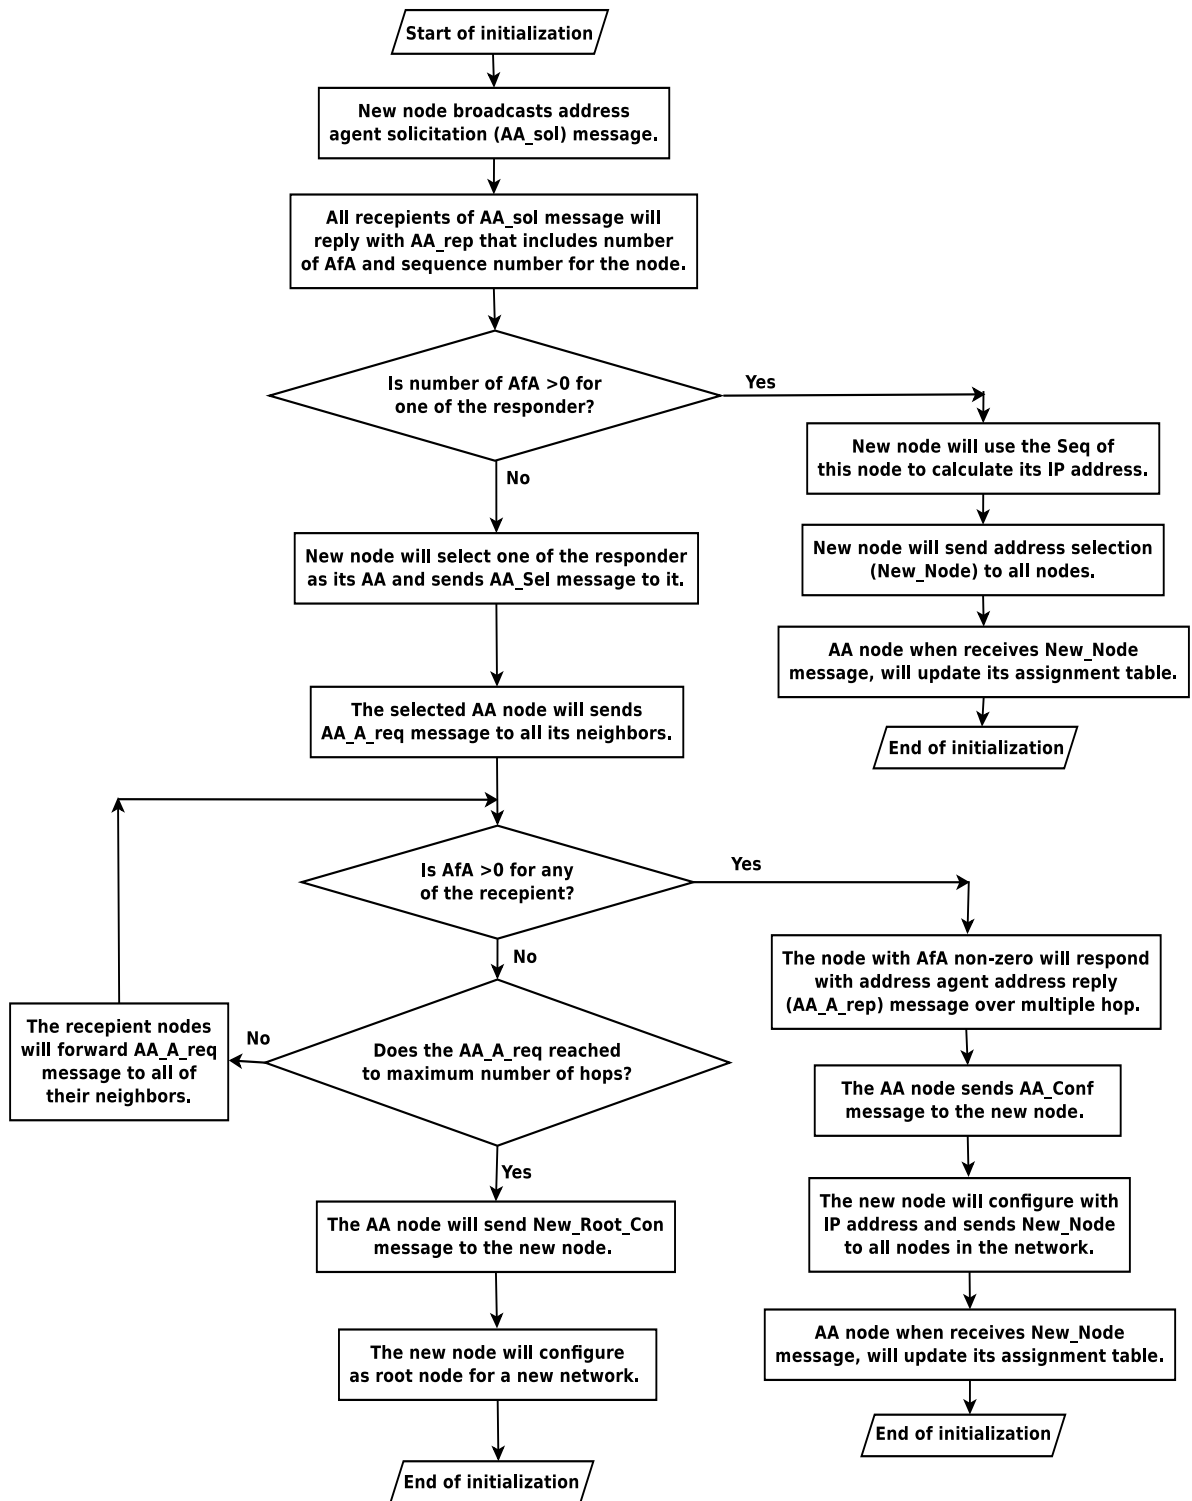 Start of initialization
New node broadcasts address
agent solicitation (AA_sol) message.
All recepients of AA_sol message will
reply with AA_rep that includes number
of AfA and sequence number for the node.
Is number of AfA >0 for
one of the responder?
Yes
No
New node will use the Seq of
this node to calculate its IP address.
New node will send address selection
(New_Node) to all nodes.
AA node when receives New_Node
message, will update its assignment table.
End of initialization
New node will select one of the responder
as its AA and sends AA_Sel message to it.
The selected AA node will sends
AA_A_req message to all its neighbors.
Is AfA >0 for any
of the recepient?
Yes
No
The node with AfA non-zero will respond
with address agent address reply
(AA_A_rep) message over multiple hop.
The AA node sends AA_Conf
message to the new node.
The new node will configure with
IP address and sends New_Node
to all nodes in the network.
AA node when receives New_Node
message, will update its assignment table.
End of initialization
Does the AA_A_req reached
to maximum number of hops?
No
The recepient nodes
will forward AA_A_req
message to all of
their neighbors.
Yes
The AA node will send New_Root_Con
message to the new node.
The new node will configure
as root node for a new network.
End of initialization